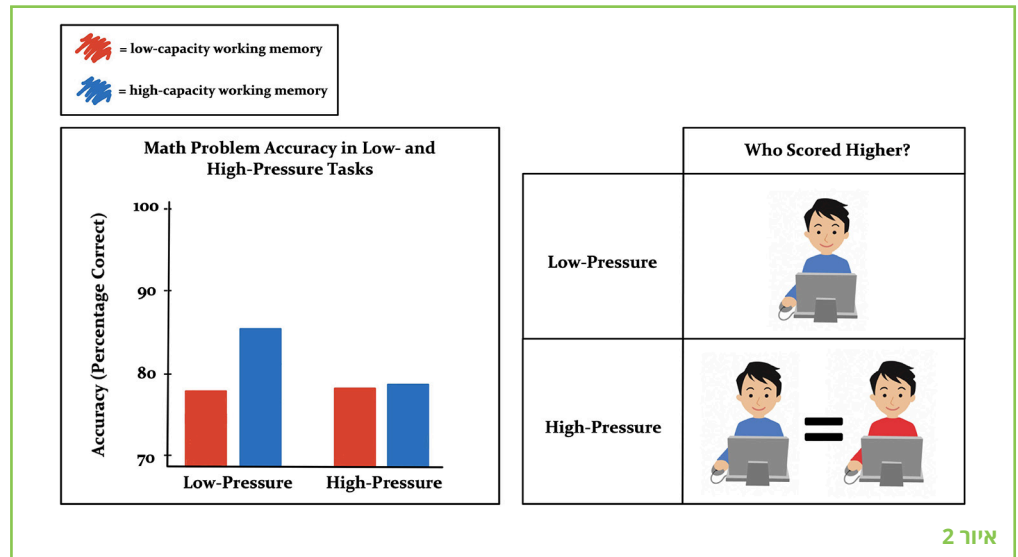 = low-capacity working memory
= high-capacity working memory
Math Problem Accuracy in Low- and
High-Pressure Tasks
Accuracy (Percentage Correct)
100
90
80
70
Low-Pressure
High-Pressure
Who Scored Higher?
Low-Pressure
High-Pressure
=
איור 2